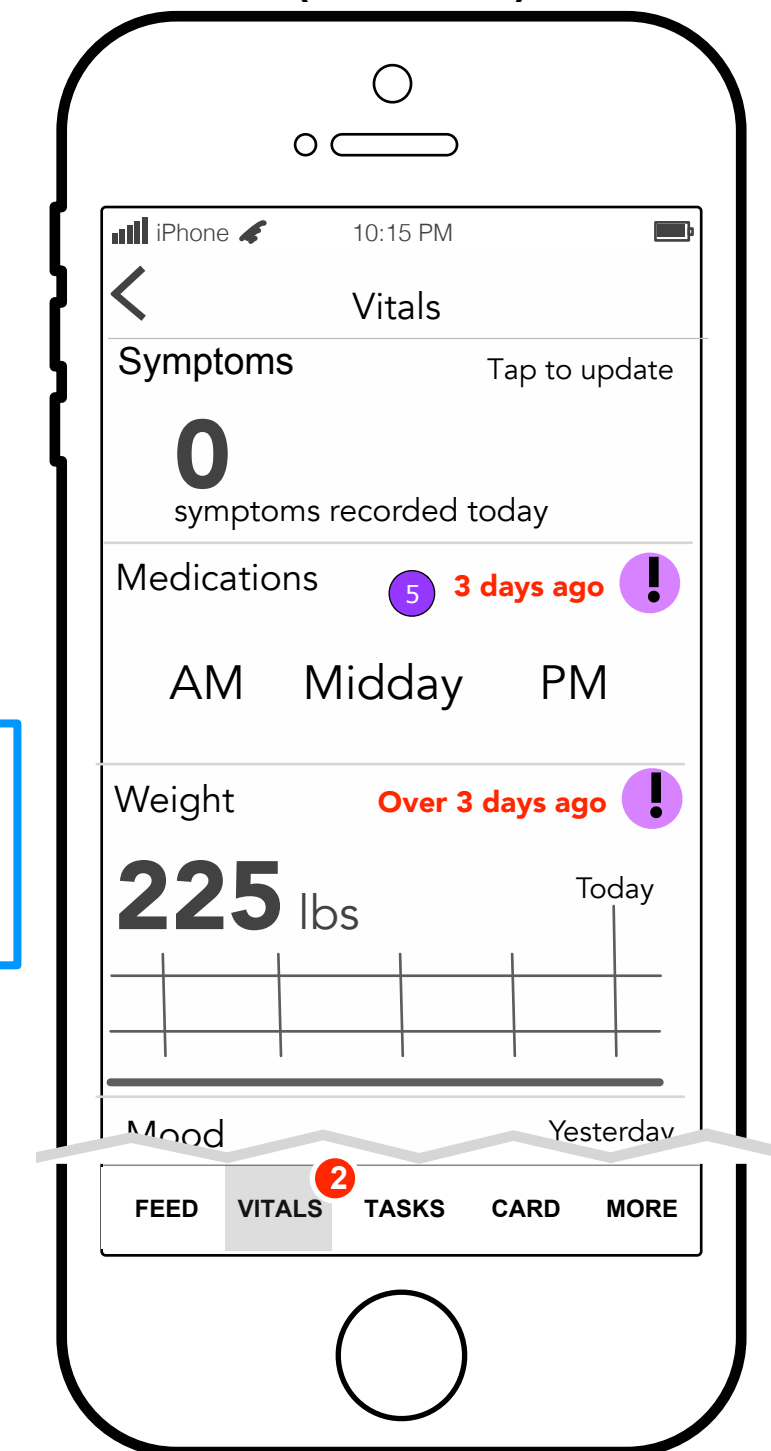 iPhone 10:15 PM
Vitals
Symptoms Tap to update
0
symptoms recorded today
Medications 5 3 days ago !
AM Midday PM
Weight Over 3 days ago !
225 lbs Today
Mood Yesterday
2
FEED VITALS TASKS CARD MORE